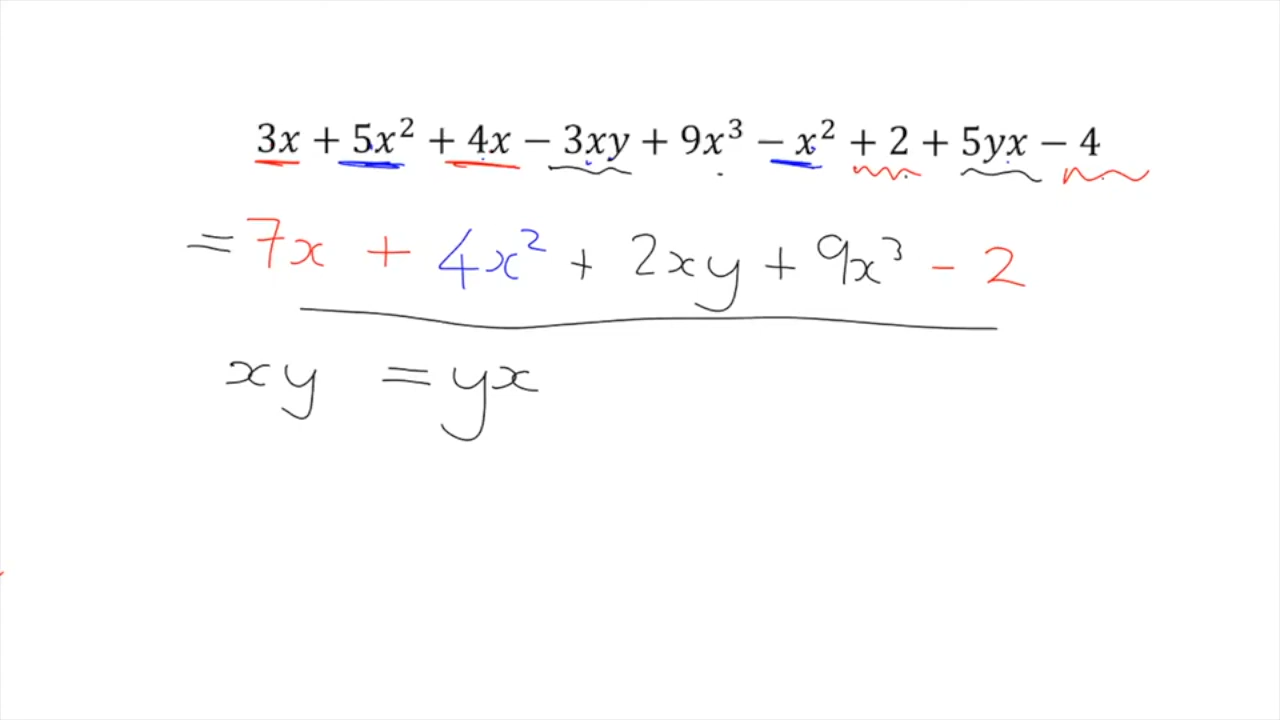 3x + 5x² + 4x − 3xy + 9x³ − x² + 2 + 5yx − 4
= 7x + 4x² + 2xy + 9x³ - 2
xy = yx